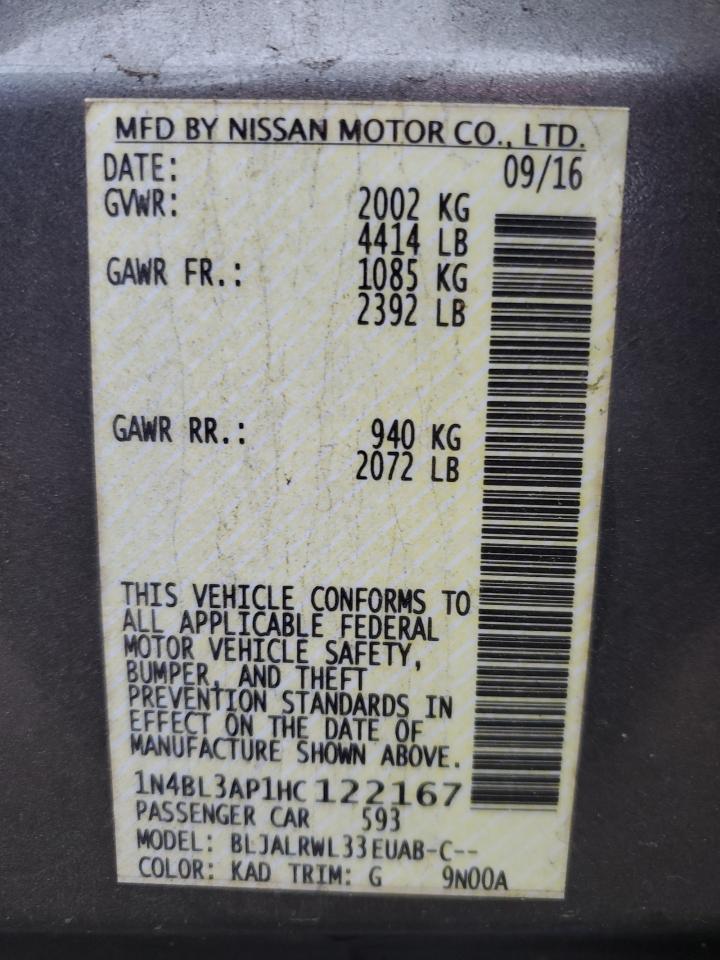 MFD BY NISSAN MOTOR CO., LTD.
DATE: 09/16
GVWR: 2002 KG
4414 LB
GAWR FR.: 1085 KG
2392 LB
GAWR RR.: 940 KG
2072 LB
THIS VEHICLE CONFORMS TO
ALL APPLICABLE FEDERAL
MOTOR VEHICLE SAFETY,
BUMPER, AND THEFT
PREVENTION STANDARDS IN
EFFECT ON THE DATE OF
MANUFACTURE SHOWN ABOVE.
1N4BL3AP1HC122167
PASSENGER CAR 593
MODEL: BLJALRWL33EUAB-C--
COLOR: KAD TRIM: G 9N00A